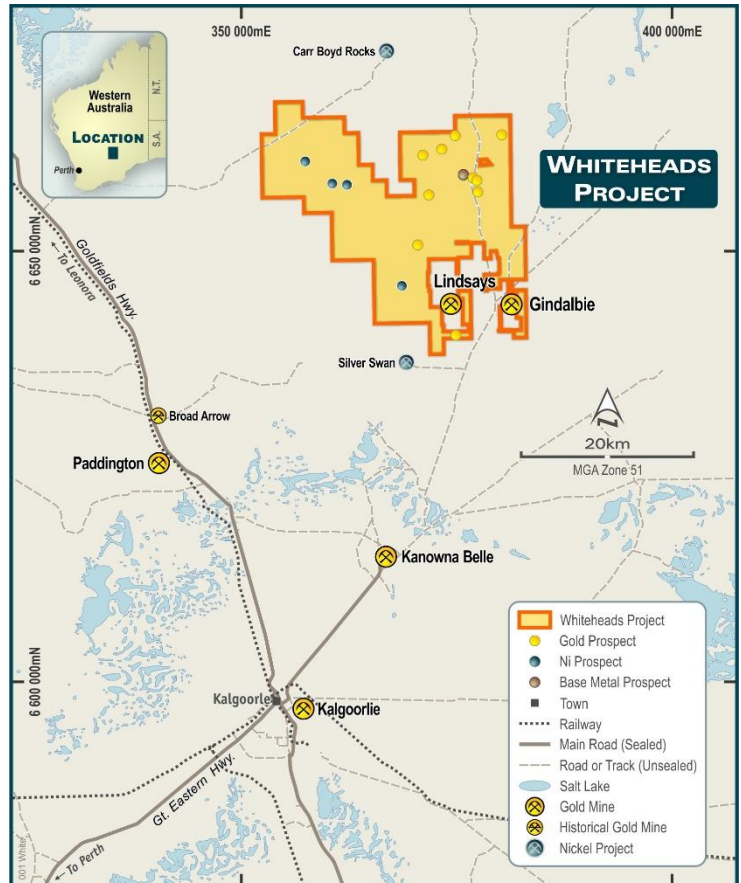 350 000mE
400 000mE
Carr Boyd Rocks
Western
Australia
N.T.
S.A.
LOCATION
Perth
WHITEHEADS
PROJECT
6 650 000mN
To Leonora
Goldfields Hwy.
Lindsays
Gindalbie
Silver Swan
Broad Arrow
Paddington
20km
MGA Zone 51
Kanowna Belle
6 600 000mN
Kalgoorle
Kalgoorlie
Gt. Eastern Hwy.
To Perth
001 White
Whiteheads Project
Gold Prospect
Ni Prospect
Base Metal Prospect
Town
Railway
Main Road (Sealed)
Road or Track (Unsealed)
Salt Lake
Gold Mine
Historical Gold Mine
Nickel Project